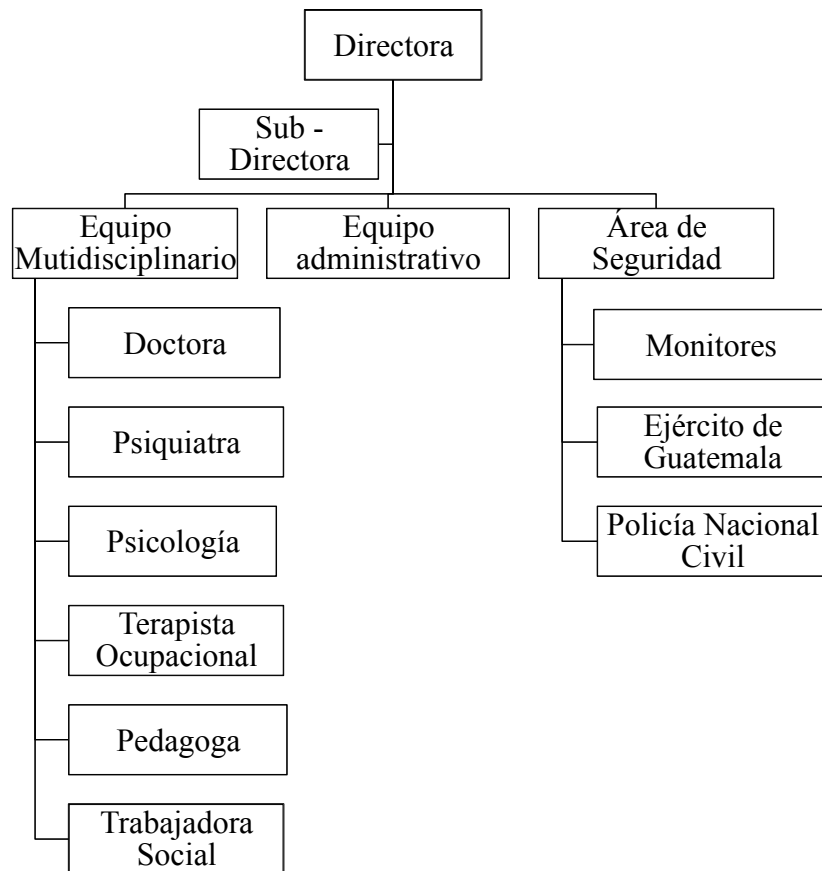 Directora
Sub -
Directora
Equipo
Mutidisciplinario
Equipo
administrativo
Área de
Seguridad
Doctora
Psiquiatra
Psicología
Terapista
Ocupacional
Pedagoga
Trabajadora
Social
Monitores
Ejército de
Guatemala
Policía Nacional
Civil